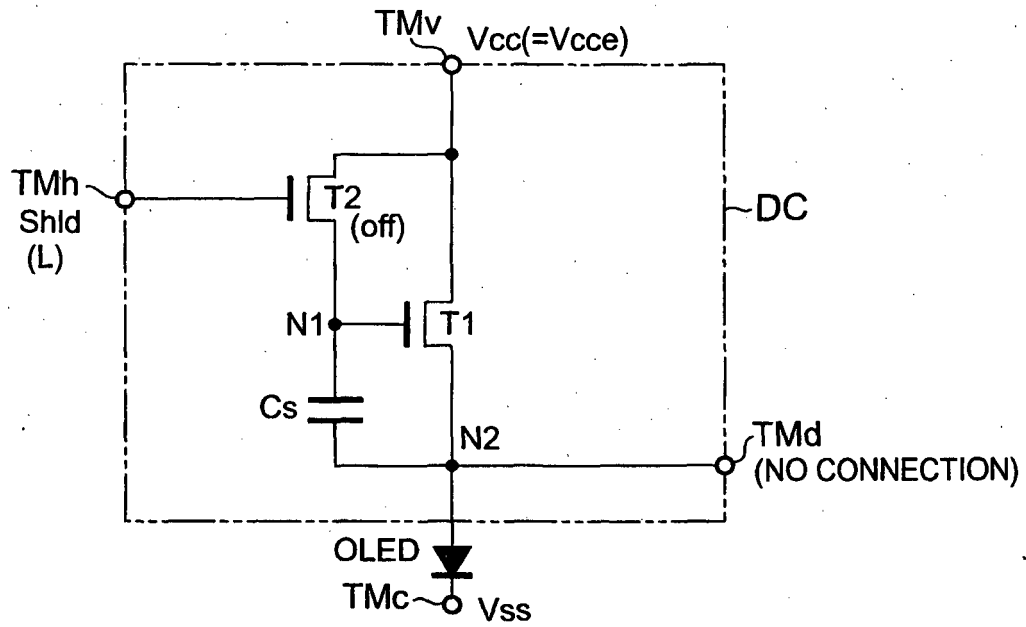 TMv
Vcc(=Vcce)
TMh
Shld
(L)
T2
(off)
DC
N1
T1
Cs
N2
TMd
(NO CONNECTION)
OLED
TMc
Vss